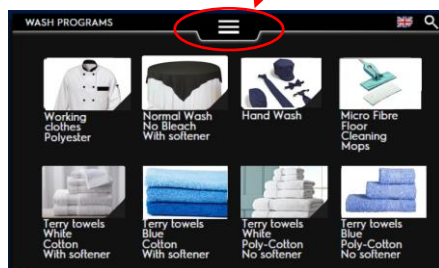 WASH PROGRAMS
Working
clothes
Polyester
Normal Wash
No Bleach
With softener
Hand Wash
Micro Fibre
Floor
Cleaning
Mops
Terry towels
White
Cotton
With softener
Terry towels
Blue
Cotton
With softener
Terry towels
White
Poly-Cotton
No softener
Terry towels
Blue
Poly-Cotton
No softener